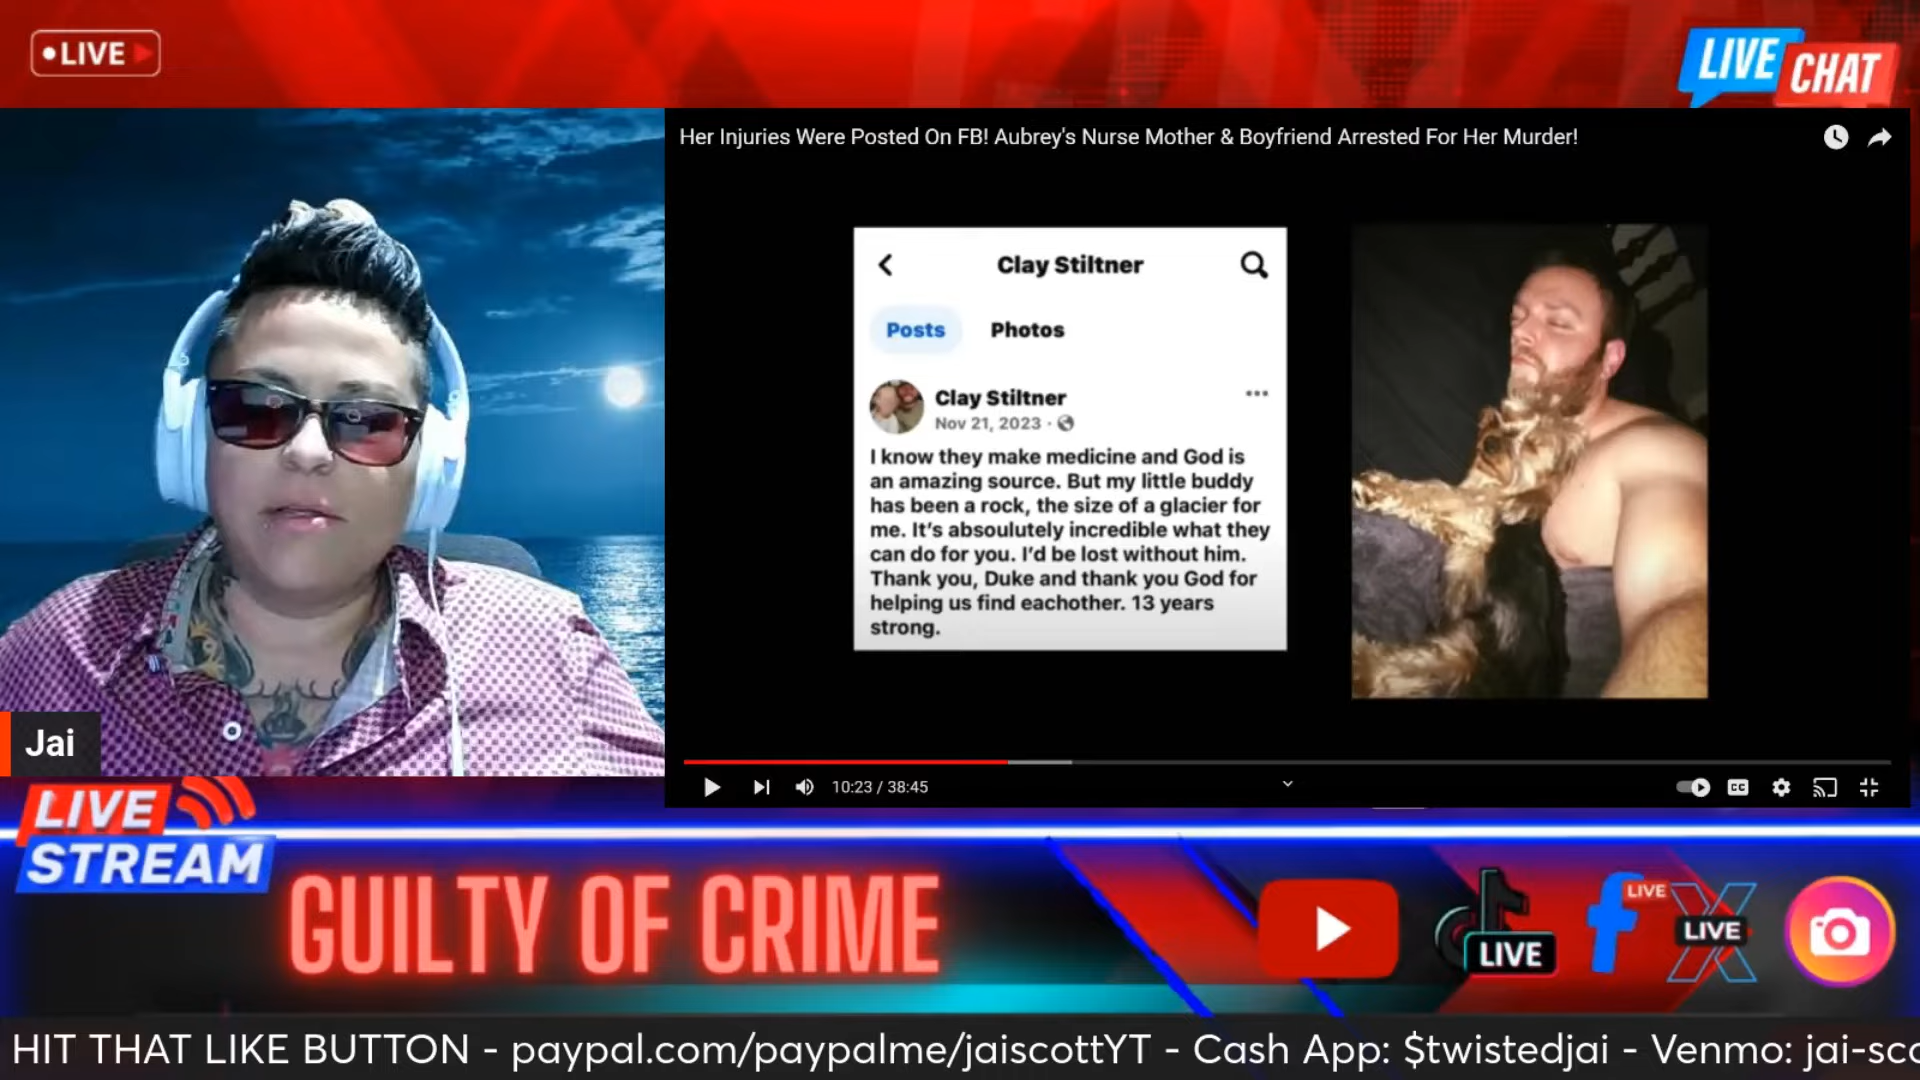 LIVE
LIVE CHAT
Her Injuries Were Posted On FB! Aubrey's Nurse Mother & Boyfriend Arrested For Her Murder!
Clay Stiltner
Posts Photos
Clay Stiltner
Nov 21, 2023 ·
I know they make medicine and God is
an amazing source. But my little buddy
has been a rock, the size of a glacier for
me. It's absoulutely incredible what they
can do for you. I'd be lost without him.
Thank you, Duke and thank you God for
helping us find eachother. 13 years
strong.
Jai
10:23 / 38:45
CC
LIVE
STREAM
GUILTY OF CRIME
LIVE
LIVE
LIVE
HIT THAT LIKE BUTTON - paypal.com/paypalme/jaiscottYT - Cash App: $twistedjai - Venmo: jai-sco